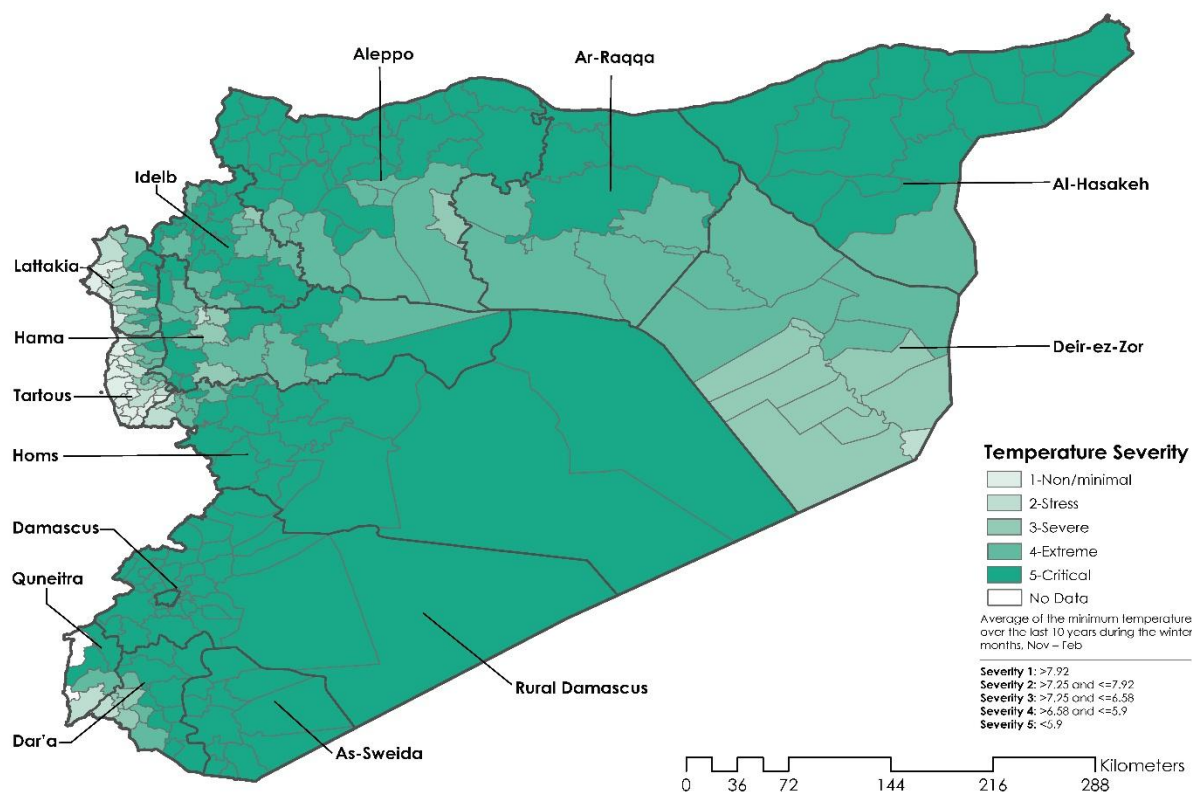 Aleppo
Ar-Raqqa
Idelb
Al-Hasakeh
Lattakia
Hama
Deir-ez-Zor
Tartous
Homs
Damascus
Quneitra
Rural Damascus
Dar'a
As-Sweida
Temperature Severity
1-Non/minimal
2-Stress
3-Severe
4-Extreme
5-Critical
No Data
Average of the minimum temperature
over the last 10 years during the winter
months, Nov – Feb
Severity 1: >7.92
Severity 2: >7.25 and <=7.92
Severity 3: >7.25 and <=6.58
Severity 4: >6.58 and <=5.9
Severity 5: <5.9
Kilometers
0 36 72 144 216 288